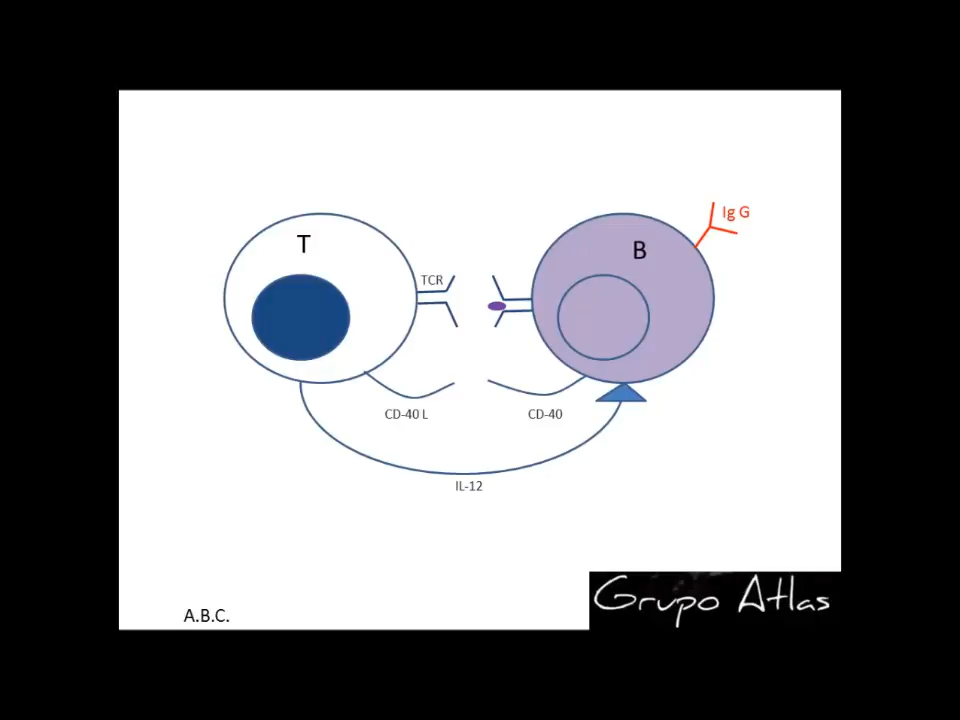 T
B
Ig G
TCR
CD-40 L
CD-40
IL-12
A.B.C.
Grupo Atlas